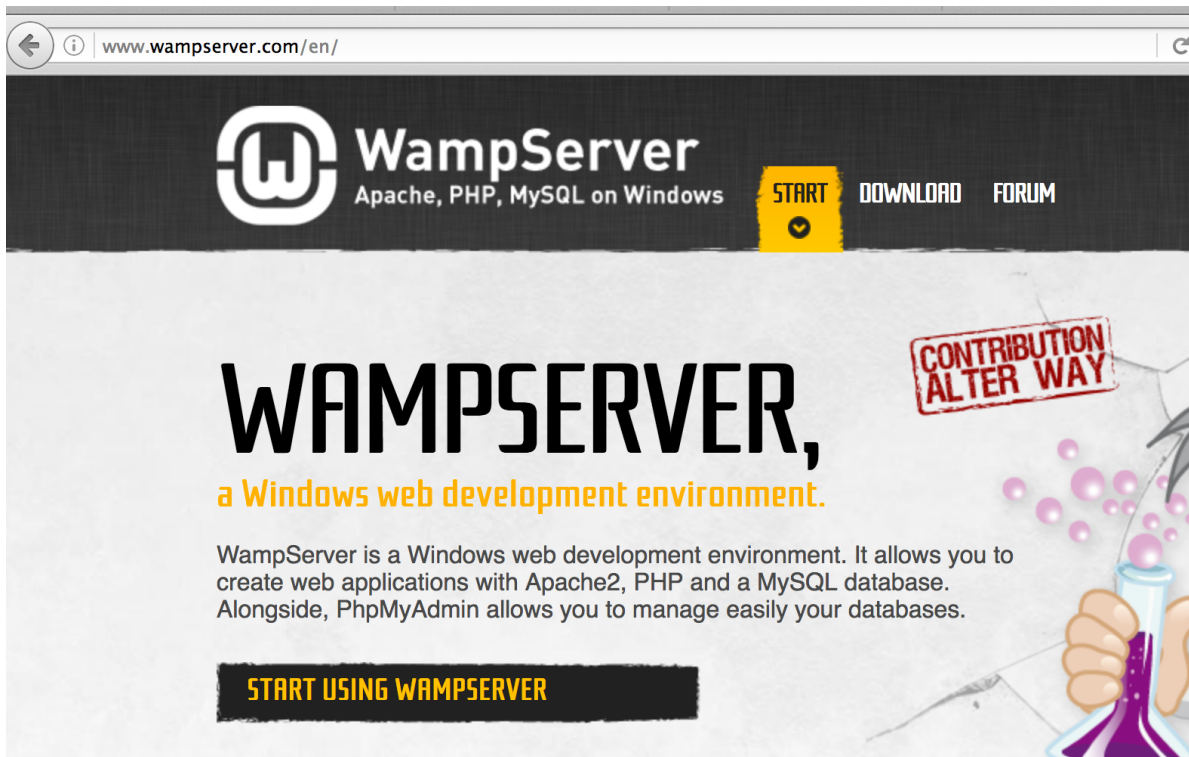 www.wampserver.com/en/
WampServer
Apache, PHP, MySQL on Windows
START
DOWNLOAD
FORUM
CONTRIBUTION
ALTER WAY
WAMPSERVER,
a Windows web development environment.
WampServer is a Windows web development environment. It allows you to
create web applications with Apache2, PHP and a MySQL database.
Alongside, PhpMyAdmin allows you to manage easily your databases.
START USING WAMPSERVER